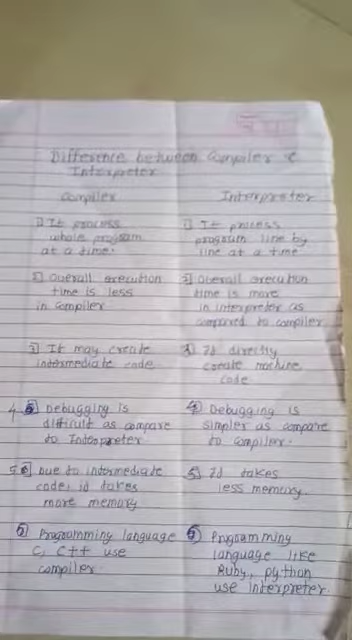 Difference between Compiler &
Interpreter
Compiler
Interpreter
1) It process
whole program
at a time.
1) It process
program line by
line at a time
2) Overall execution
time is less
in compiler
2) Overall execution
time is more
in interpreter as
compared to compiler.
3) It may create
intermediate code.
3) It directly
create machine
code
4 Debugging is
difficult as compare
to Interpreter
4) Debugging is
simpler as compare
to compiler.
5 Due to intermediate
code, it takes
more memory
5) It takes
less memory
6) Programming language
C, C++ use
compiler
6) Programming
language like
Ruby, python
use interpreter.